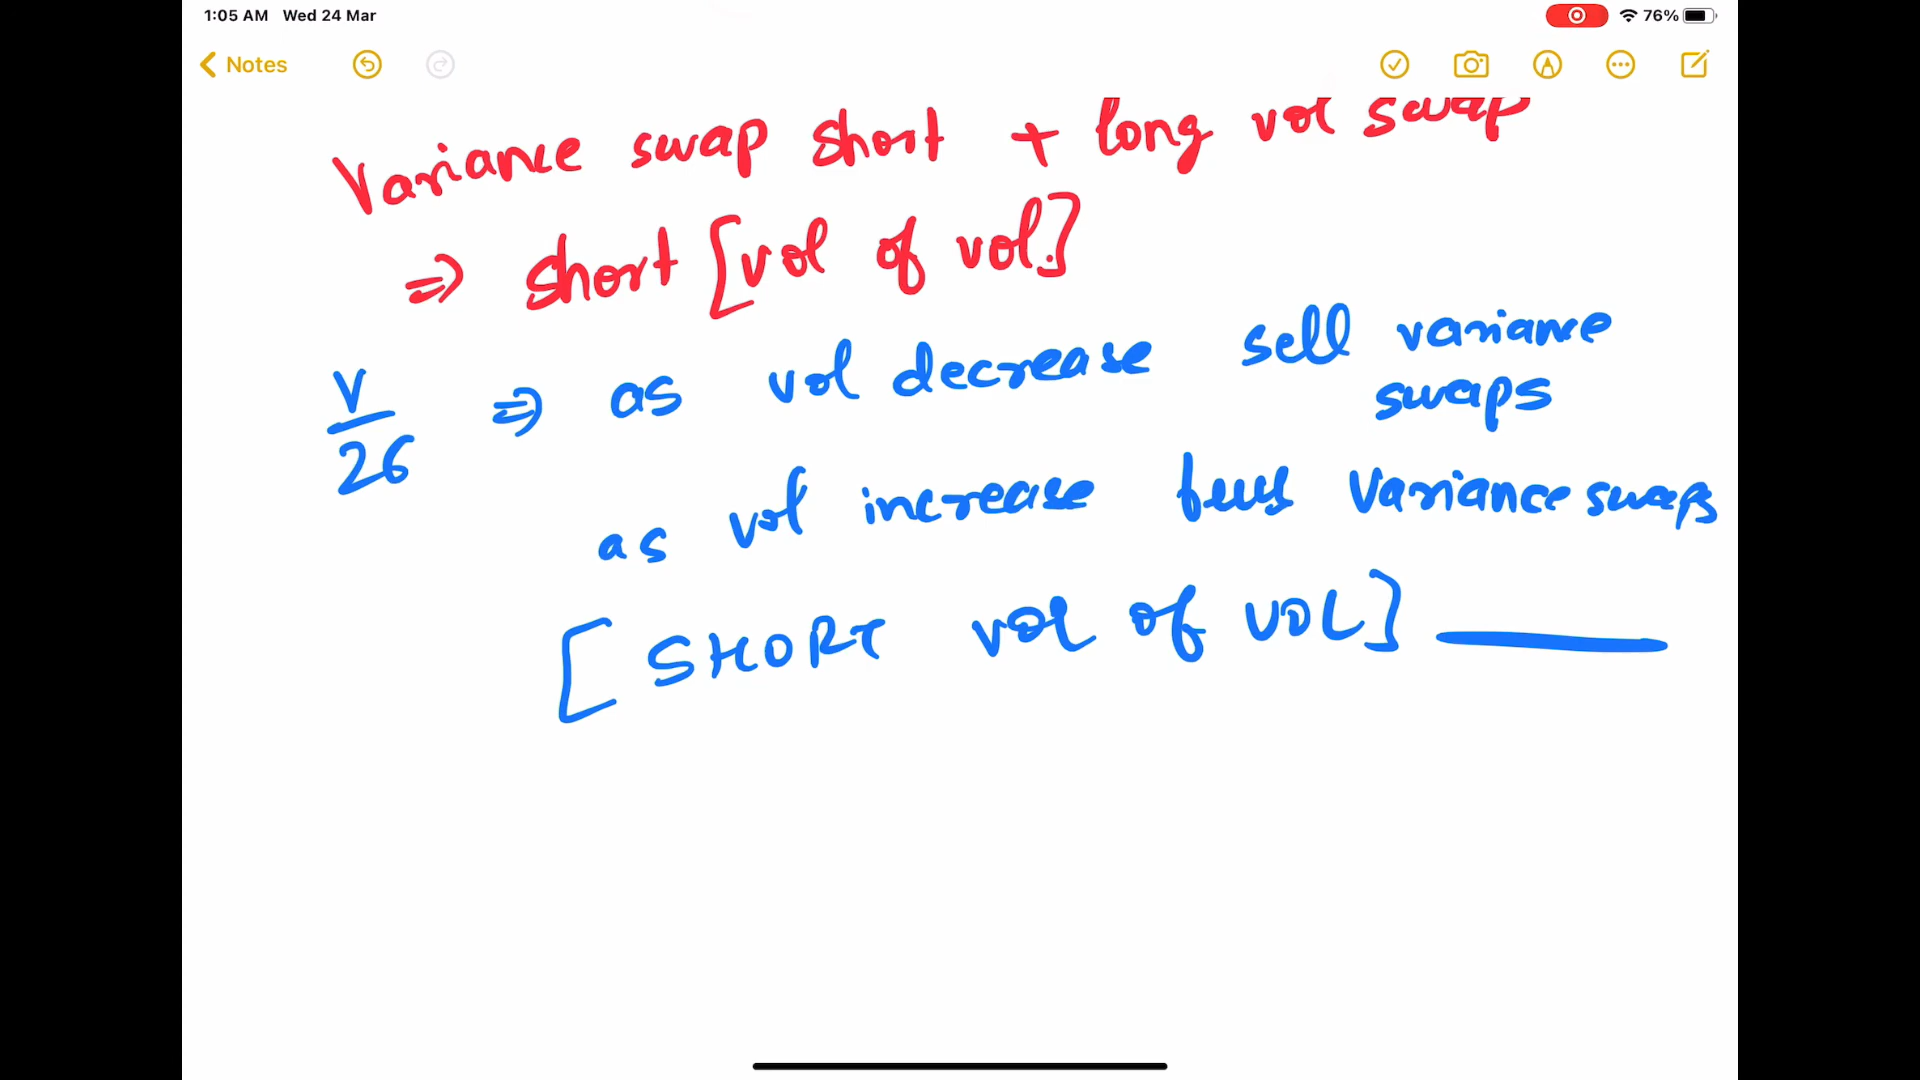 1:05 AM Wed 24 Mar 76%
Notes
Variance swap short + long vol swap
⇒ short [vol of vol]
V/26 ⇒ as vol decrease sell variance swaps
as vol increase buy Variance swaps
[SHORT vol of VOL]